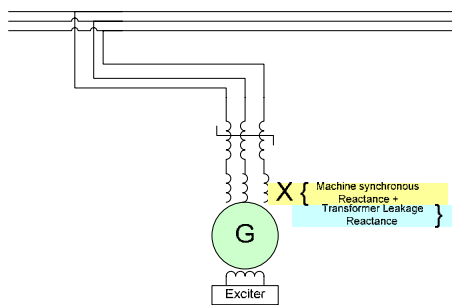 X { Machine synchronous
Reactance +
Transformer Leakage
Reactance }
G
Exciter